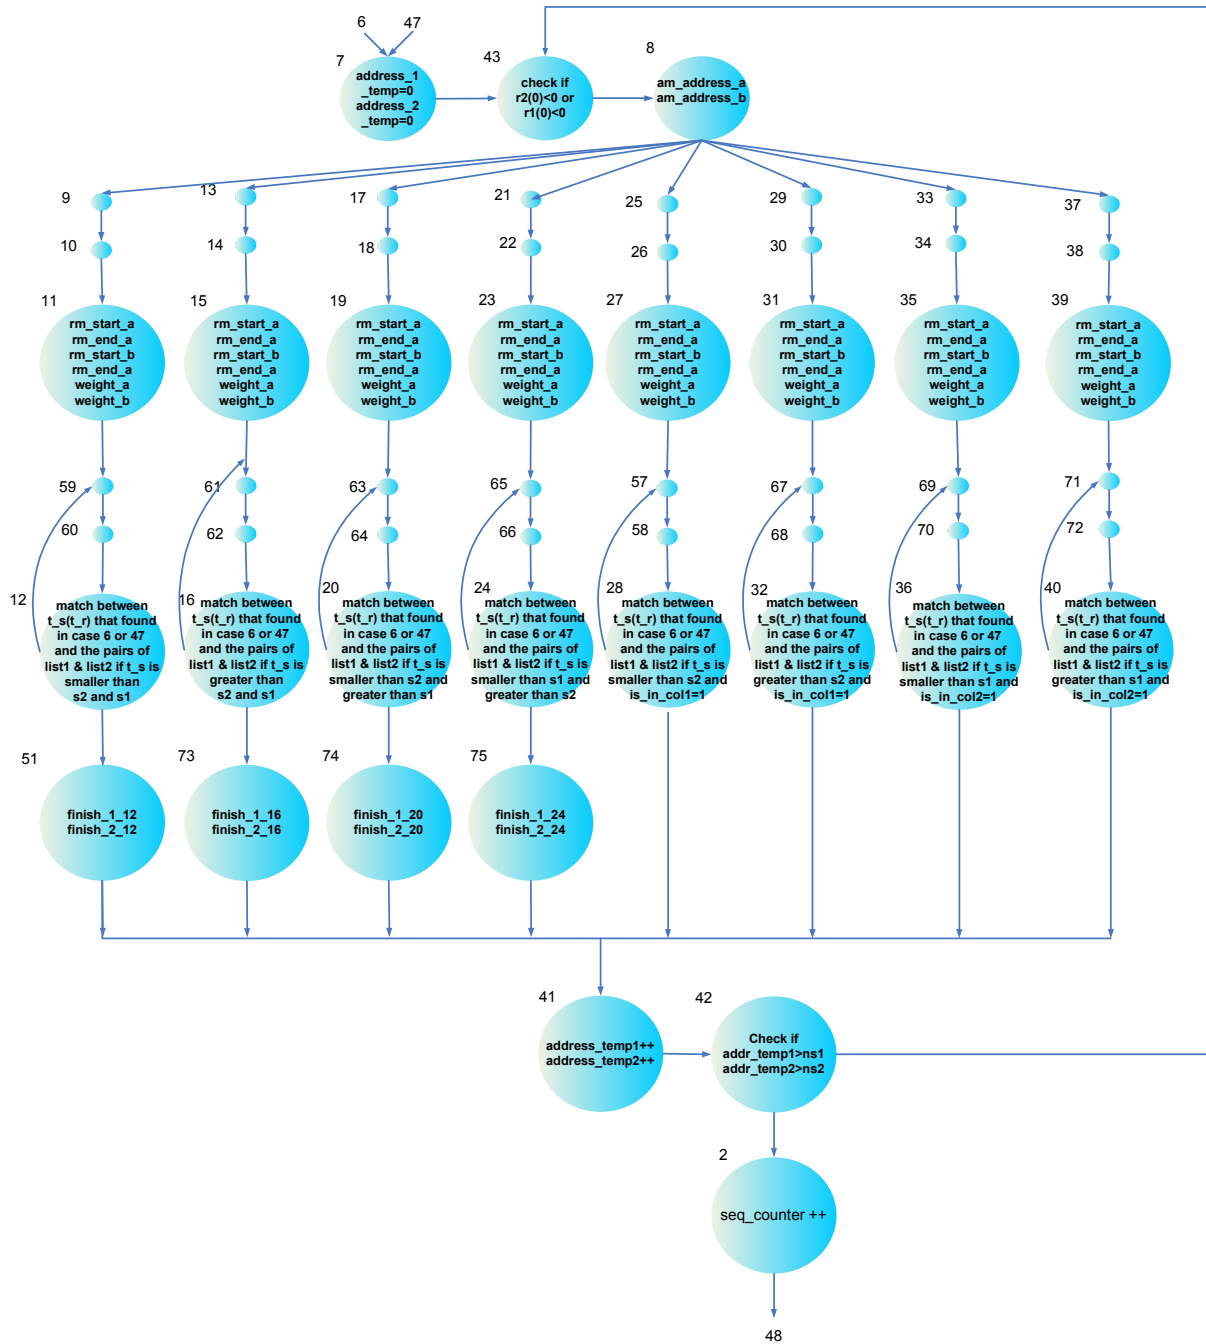 6
47
7
43
8
address_1
_temp=0
address_2
_temp=0
check if
r2(0)<0 or
r1(0)<0
am_address_a
am_address_b
9
13
17
21
25
29
33
37
10
14
18
22
26
30
34
38
11
15
19
23
27
31
35
39
rm_start_a
rm_end_a
rm_start_b
rm_end_a
weight_a
weight_b
rm_start_a
rm_end_a
rm_start_b
rm_end_a
weight_a
weight_b
rm_start_a
rm_end_a
rm_start_b
rm_end_a
weight_a
weight_b
rm_start_a
rm_end_a
rm_start_b
rm_end_a
weight_a
weight_b
rm_start_a
rm_end_a
rm_start_b
rm_end_a
weight_a
weight_b
rm_start_a
rm_end_a
rm_start_b
rm_end_a
weight_a
weight_b
rm_start_a
rm_end_a
rm_start_b
rm_end_a
weight_a
weight_b
rm_start_a
rm_end_a
rm_start_b
rm_end_a
weight_a
weight_b
59
61
63
65
57
67
69
71
60
62
64
66
58
68
70
72
12
match between
t_s(t_r) that found
in case 6 or 47
and the pairs of
list1 & list2 if t_s is
smaller than
s2 and s1
16
match between
t_s(t_r) that found
in case 6 or 47
and the pairs of
list1 & list2 if t_s is
greater than
s2 and s1
20
match between
t_s(t_r) that found
in case 6 or 47
and the pairs of
list1 & list2 if t_s is
smaller than s2 and
greater than s1
24
match between
t_s(t_r) that found
in case 6 or 47
and the pairs of
list1 & list2 if t_s is
smaller than s1 and
greater than s2
28
match between
t_s(t_r) that found
in case 6 or 47
and the pairs of
list1 & list2 if t_s is
smaller than s2 and
is_in_col1=1
32
match between
t_s(t_r) that found
in case 6 or 47
and the pairs of
list1 & list2 if t_s is
greater than s2 and
is_in_col1=1
36
match between
t_s(t_r) that found
in case 6 or 47
and the pairs of
list1 & list2 if t_s is
smaller than s1 and
is_in_col2=1
40
match between
t_s(t_r) that found
in case 6 or 47
and the pairs of
list1 & list2 if t_s is
greater than s1 and
is_in_col2=1
51
73
74
75
finish_1_12
finish_2_12
finish_1_16
finish_2_16
finish_1_20
finish_2_20
finish_1_24
finish_2_24
41
42
address_temp1++
address_temp2++
Check if
addr_temp1>ns1
addr_temp2>ns2
2
seq_counter ++
48